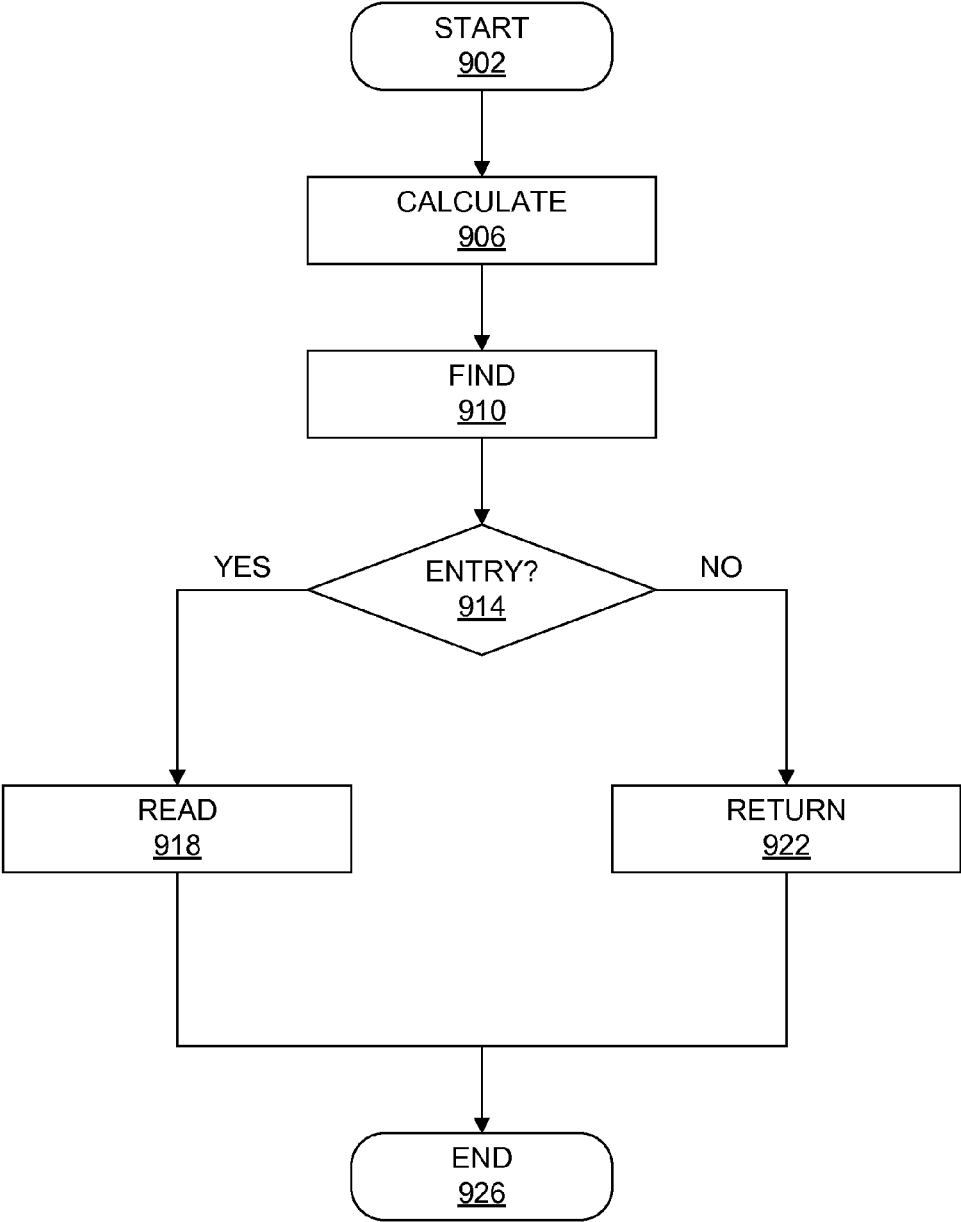 START
902
CALCULATE
906
FIND
910
YES
ENTRY?
914
NO
READ
918
RETURN
922
END
926